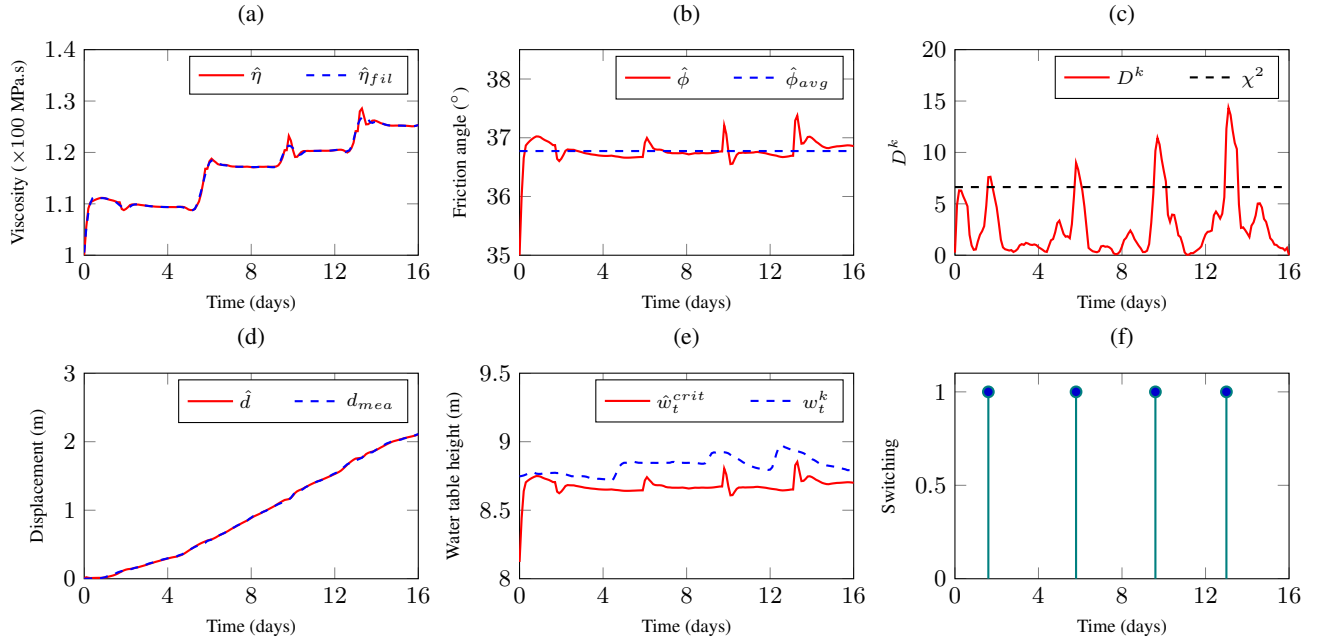 (a)
1.4
1.3
1.2
1.1
1
0 4 8 12 16
Viscosity (×100 MPa.s)
Time (days)
η̂ η̂_fil
(b)
38
37
36
35
0 4 8 12 16
Friction angle (°)
Time (days)
ϕ̂ ϕ̂_avg
(c)
20
15
10
5
0
0 4 8 12 16
D^k
Time (days)
D^k χ^2
(d)
3
2
1
0
0 4 8 12 16
Displacement (m)
Time (days)
d̂ d_mea
(e)
9.5
9
8.5
8
0 4 8 12 16
Water table height (m)
Time (days)
ŵ_t^crit w_t^k
(f)
1
0.5
0
0 4 8 12 16
Switching
Time (days)